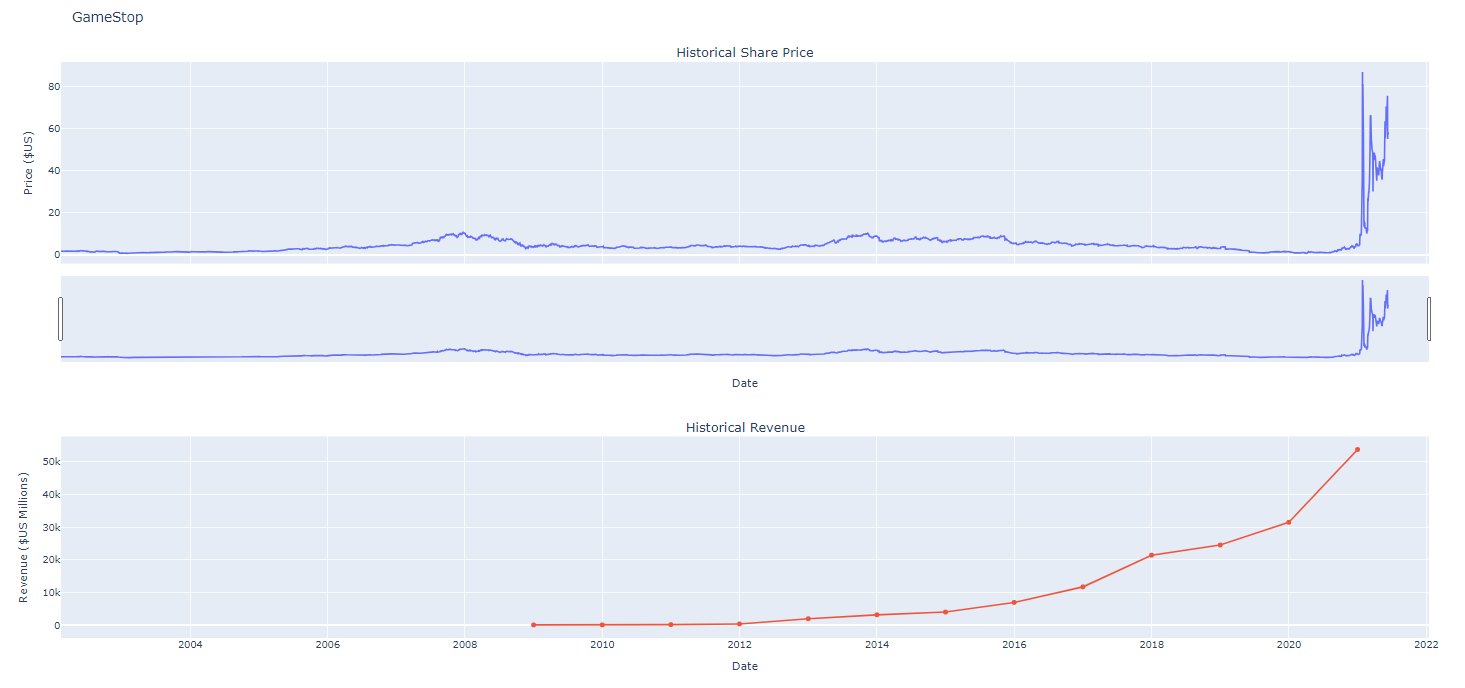 GameStop
Historical Share Price
Price ($US)
80
60
40
20
0
Date
Historical Revenue
Revenue ($US Millions)
50k
40k
30k
20k
10k
0
2004 2006 2008 2010 2012 2014 2016 2018 2020 2022
Date